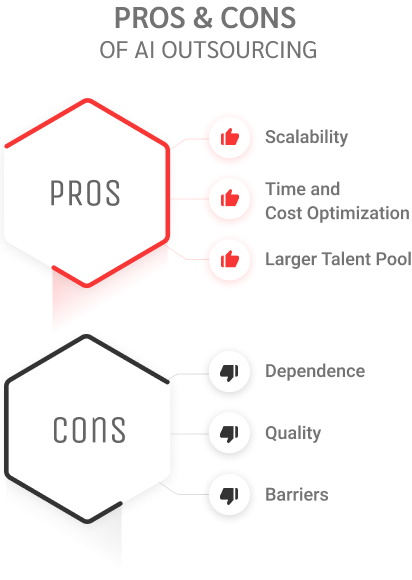 PROS & CONS
OF AI OUTSOURCING
PROS
Scalability
Time and
Cost Optimization
Larger Talent Pool
CONS
Dependence
Quality
Barriers